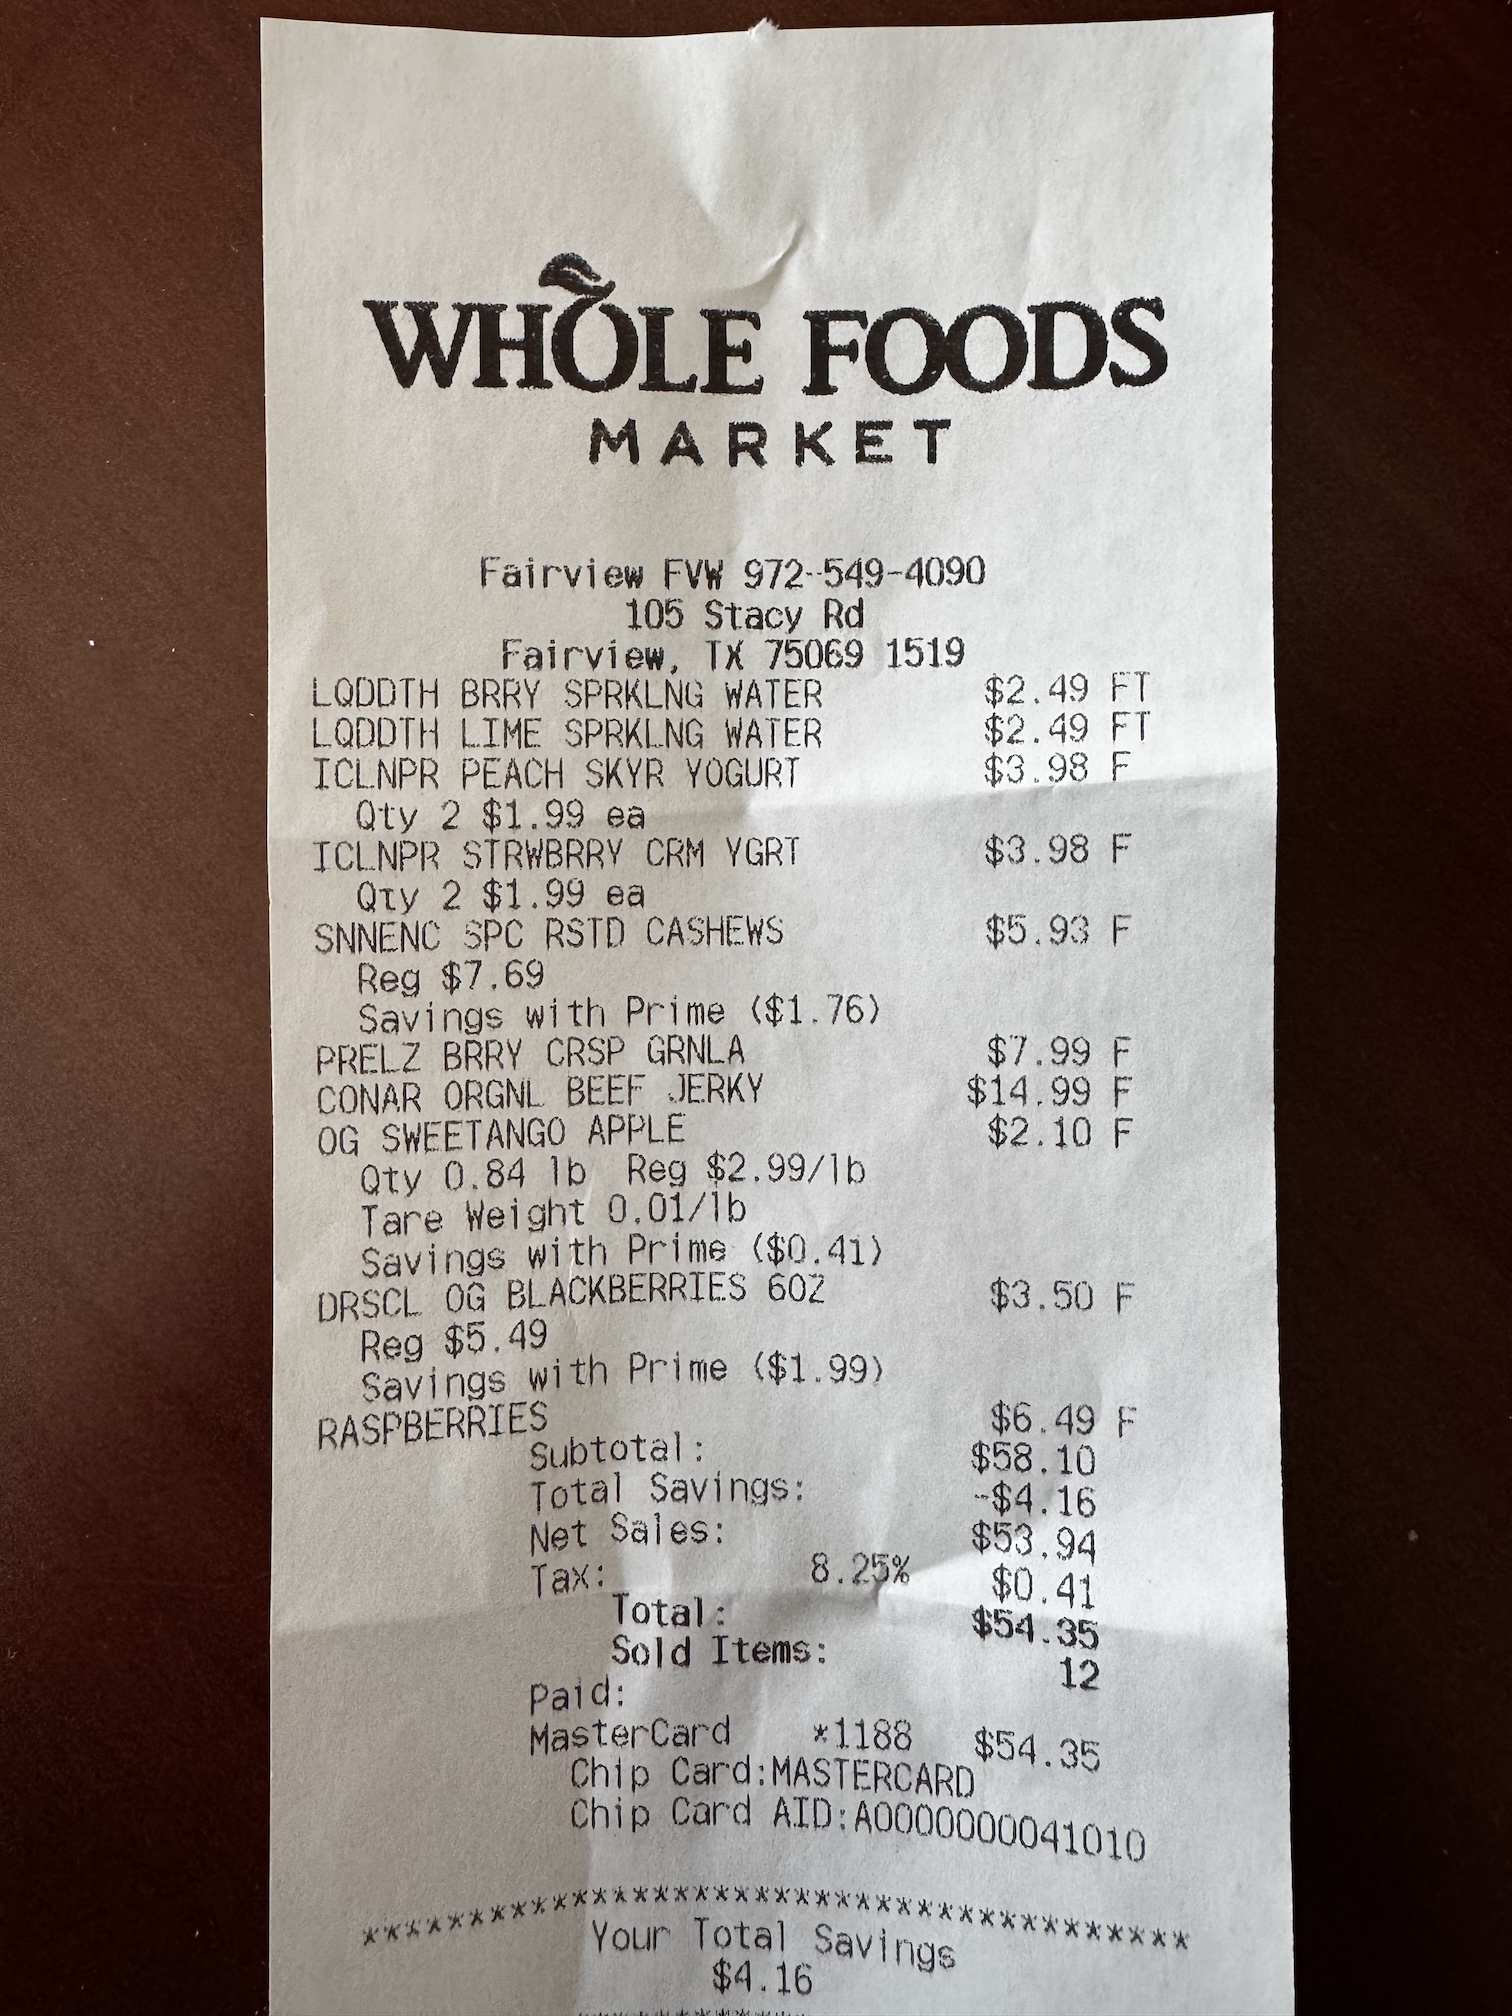 WHOLE FOODS
MARKET
Fairview FVW 972-549-4090
105 Stacy Rd
Fairview, TX 75069 1519
LQDDTH BRRY SPRKLNG WATER $2.49 FT
LQDDTH LIME SPRKLNG WATER $2.49 FT
ICLNPR PEACH SKYR YOGURT $3.98 F
Qty 2 $1.99 ea
ICLNPR STRWBRRY CRM YGRT $3.98 F
Qty 2 $1.99 ea
SNNENC SPC RSTD CASHEWS $5.93 F
Reg $7.69
Savings with Prime ($1.76)
PRELZ BRRY CRSP GRNLA $7.99 F
CONAR ORGNL BEEF JERKY $14.99 F
OG SWEETANGO APPLE $2.10 F
Qty 0.84 lb Reg $2.99/lb
Tare Weight 0.01/lb
Savings with Prime ($0.41)
DRSCL OG BLACKBERRIES 6OZ $3.50 F
Reg $5.49
Savings with Prime ($1.99)
RASPBERRIES $6.49 F
Subtotal: $58.10
Total Savings: -$4.16
Net Sales: $53.94
Tax: 8.25% $0.41
Total: $54.35
Sold Items: 12
Paid:
MasterCard *1188 $54.35
Chip Card:MASTERCARD
Chip Card AID:A0000000041010
****************************************
Your Total Savings
$4.16